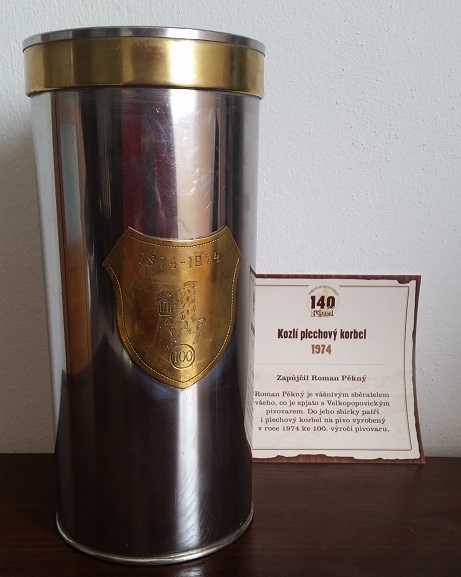 1874-1974
100
140
Kozlí plechový korbel
1974
Zapůjčil Roman Pěkný
Roman Pěkný je vášnivým sběratelem
všeho, co je spjato s Velkopopovickým
pivovarem. Do jeho sbírky patří
i plechový korbel na pivo vyrobený
v roce 1974 ke 100. výročí pivovaru.